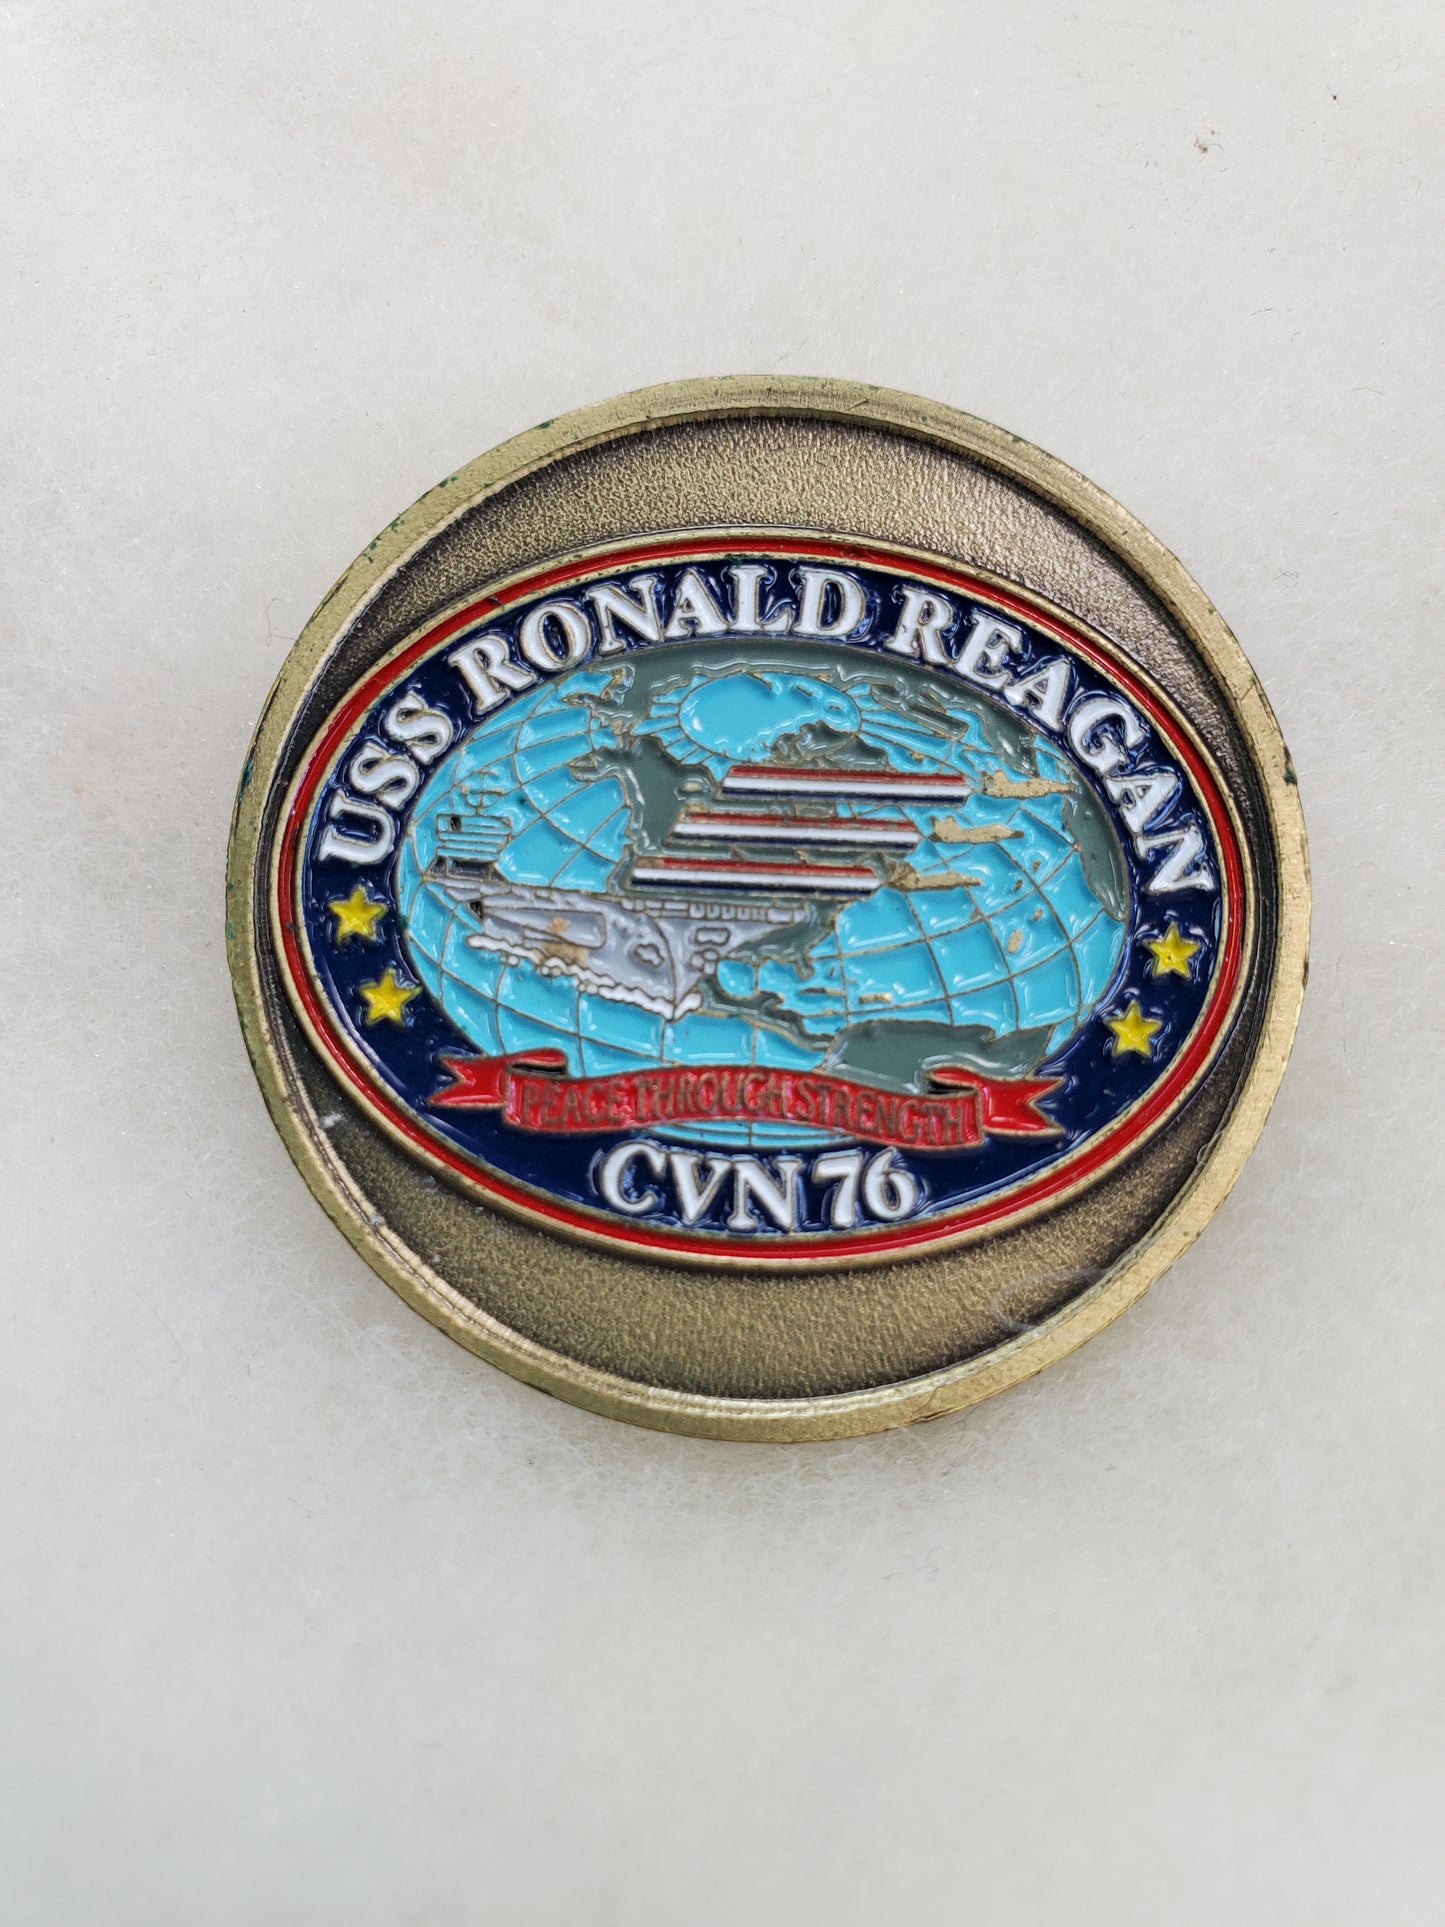 USS RONALD REAGAN
PEACE THROUGH STRENGTH
CVN 76